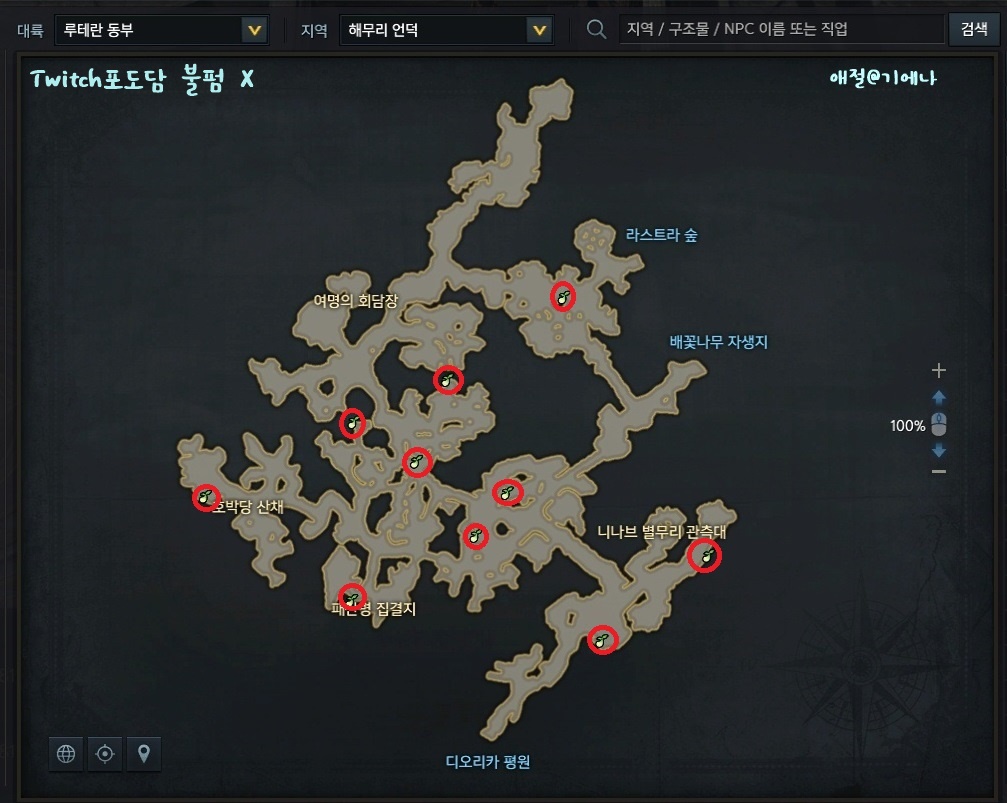 대륙 루테란 동부 지역 해무리 언덕 지역 / 구조물 / NPC 이름 또는 직업 검색
Twitch포도담 불펌 X 애절@기에나
라스트라 숲
여명의 회담장
배꽃나무 자생지
100%
호박당 산채
니나브 별무리 관측대
패잔병 집결지
디오리카 평원